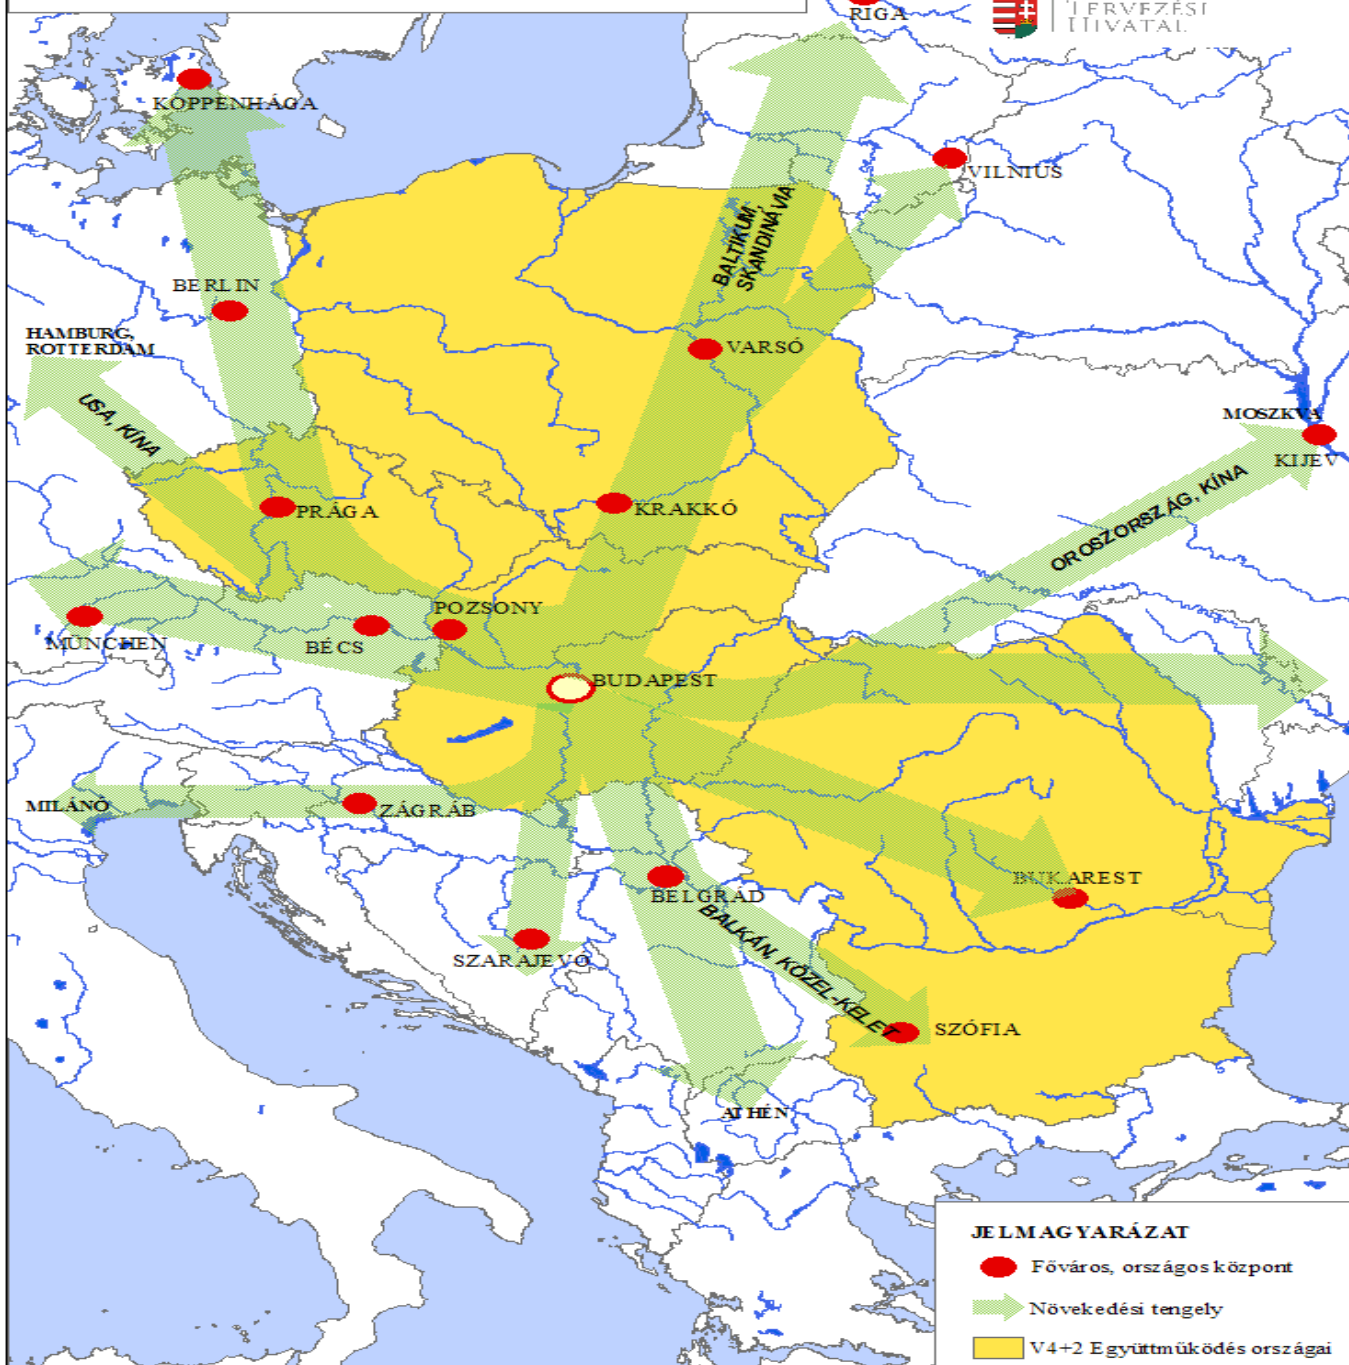 RIGA
TERVEZÉSI
HIVATAL
KOPPENHÁGA
VILNIUS
BALTIKUM,
SKANDINÁVIA
BERLIN
HAMBURG,
ROTTERDAM
VARSÓ
USA, KÍNA
MOSZKVA
KIJEV
OROSZORSZÁG, KÍNA
PRÁGA
KRAKKÓ
POZSONY
MÜNCHEN
BÉCS
BUDAPEST
MILÁNÓ
ZÁGRÁB
BUKAREST
BELGRÁD
BALKÁN, KÖZEL-KELET
SZARAJEVÓ
SZÓFIA
ATHÉN
JELMAGYARÁZAT
Főváros, országos központ
Növekedési tengely
V4+2 Együttműködés országai